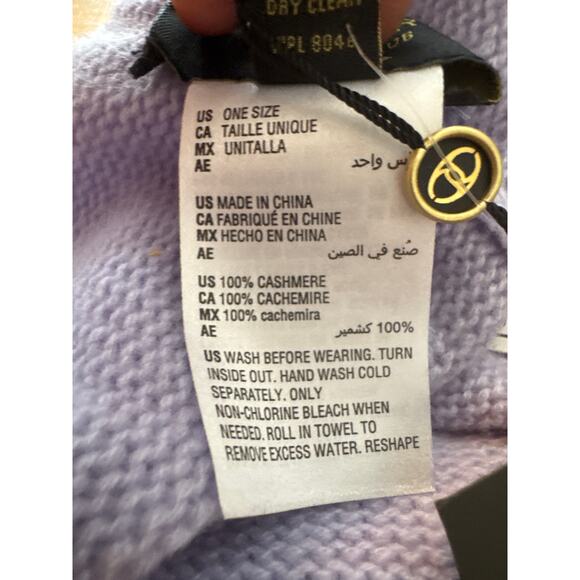 DRY CLEAN
US ONE SIZE
CA TAILLE UNIQUE
MX UNITALLA
AE واحد
US MADE IN CHINA
CA FABRIQUÉ EN CHINE
MX HECHO EN CHINA
AE صُنع في الصين
US 100% CASHMERE
CA 100% CACHEMIRE
MX 100% cachemira
AE 100% كشمير
US WASH BEFORE WEARING. TURN
INSIDE OUT. HAND WASH COLD
SEPARATELY. ONLY
NON-CHLORINE BLEACH WHEN
NEEDED. ROLL IN TOWEL TO
REMOVE EXCESS WATER. RESHAPE